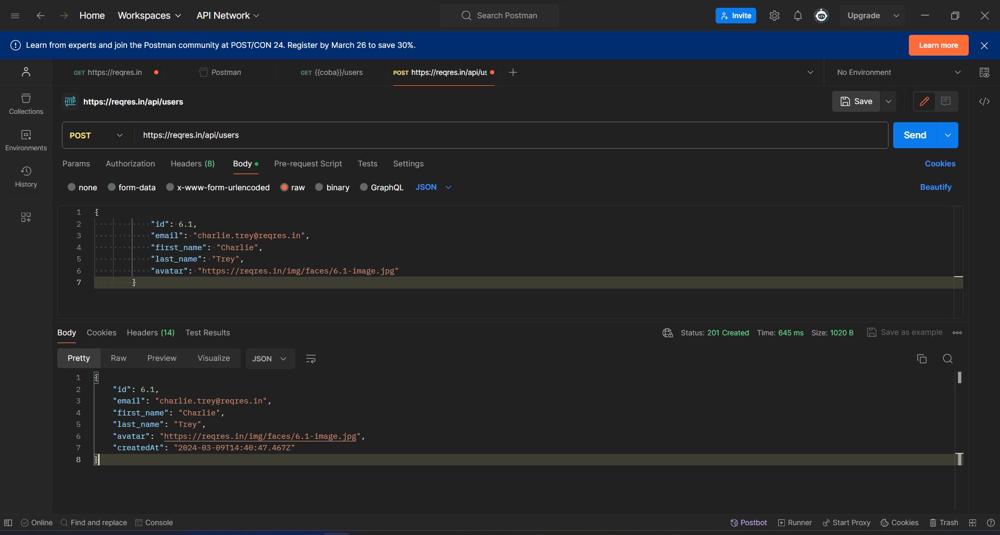 Home Workspaces API Network Search Postman Invite Upgrade
Learn from experts and join the Postman community at POST/CON 24. Register by March 26 to save 30%. Learn more
GET https://reqres.in Postman GET {{coba}}/users POST https://reqres.in/api/us No Environment
HTTP https://reqres.in/api/users Save
Collections
Environments
History
POST https://reqres.in/api/users Send
Params Authorization Headers (8) Body Pre-request Script Tests Settings Cookies
none form-data x-www-form-urlencoded raw binary GraphQL JSON Beautify
1 {
2 "id": 6.1,
3 "email": "charlie.trey@reqres.in",
4 "first_name": "Charlie",
5 "last_name": "Trey",
6 "avatar": "https://reqres.in/img/faces/6.1-image.jpg"
7 }
Body Cookies Headers (14) Test Results Status: 201 Created Time: 645 ms Size: 1020 B Save as example
Pretty Raw Preview Visualize JSON
1 {
2 "id": 6.1,
3 "email": "charlie.trey@reqres.in",
4 "first_name": "Charlie",
5 "last_name": "Trey",
6 "avatar": "https://reqres.in/img/faces/6.1-image.jpg",
7 "createdAt": "2024-03-09T14:40:47.467Z"
8 }
Online Find and replace Console Postbot Runner Start Proxy Cookies Trash